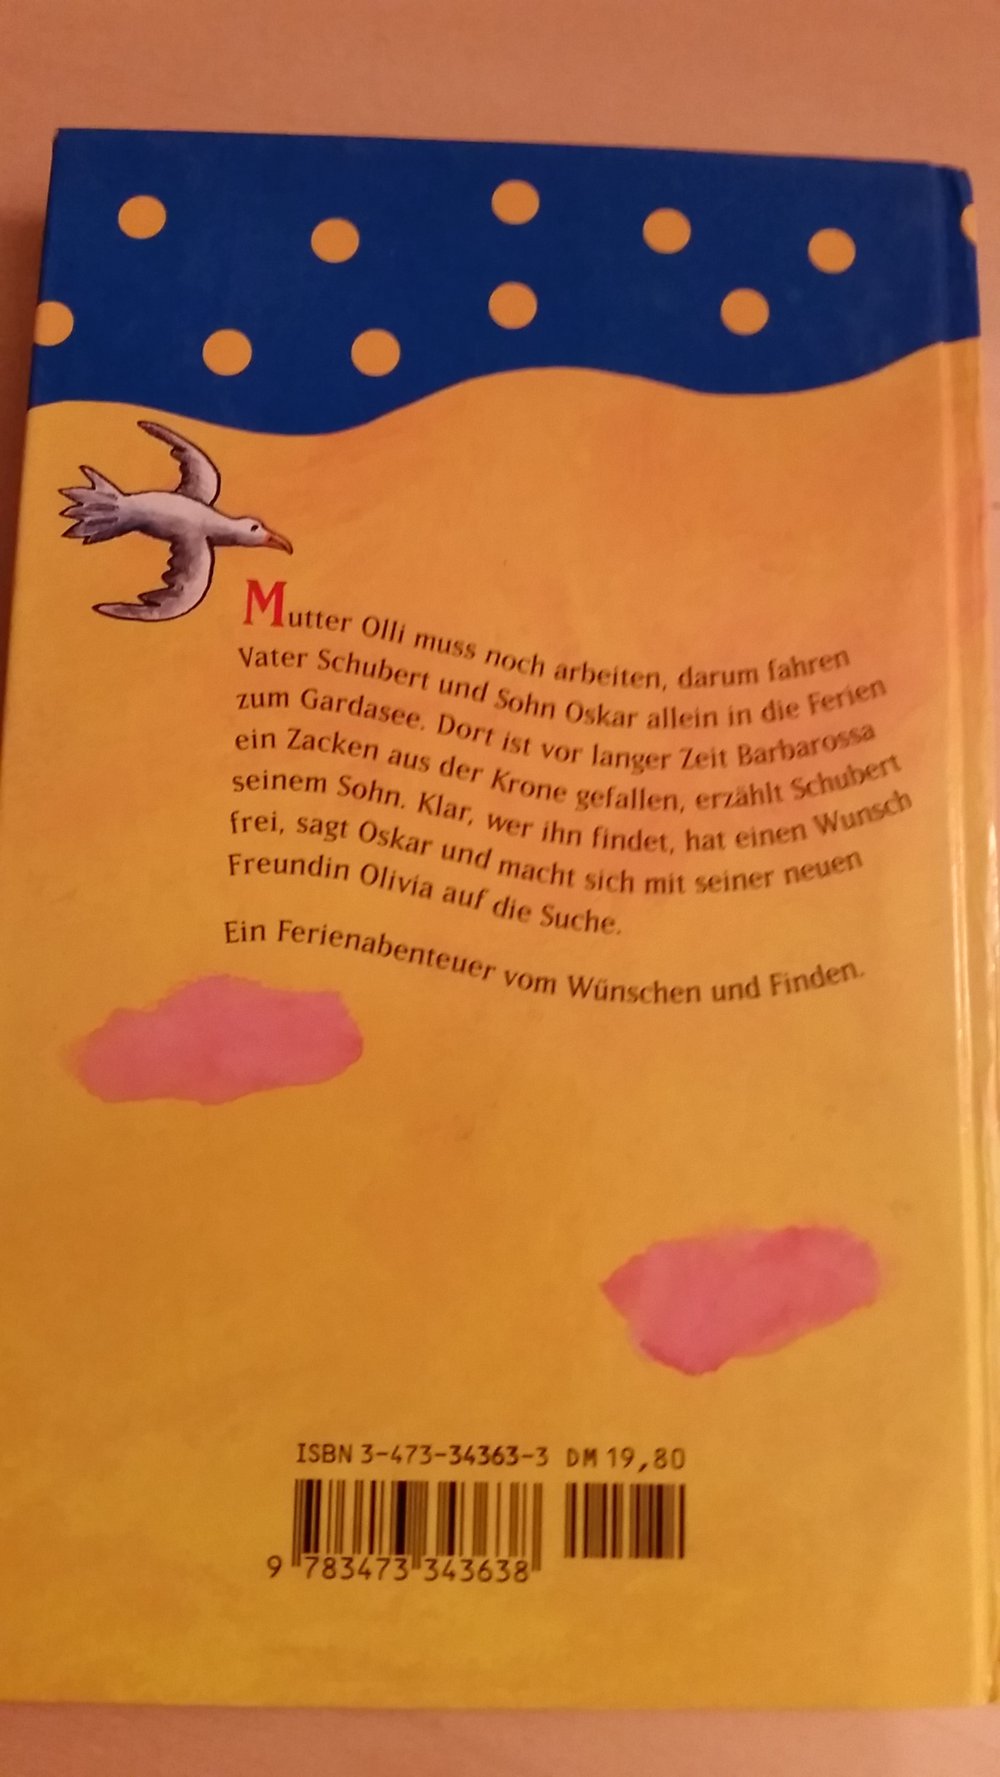 Mutter Olli muss noch arbeiten, darum fahren
Vater Schubert und Sohn Oskar allein in die Ferien
zum Gardasee. Dort ist vor langer Zeit Barbarossa
ein Zacken aus der Krone gefallen, erzählt Schubert
seinem Sohn. Klar, wer ihn findet, hat einen Wunsch
frei, sagt Oskar und macht sich mit seiner neuen
Freundin Olivia auf die Suche.
Ein Ferienabenteuer vom Wünschen und Finden.
ISBN 3-473-34363-3 DM 19,80
9 783473 343638